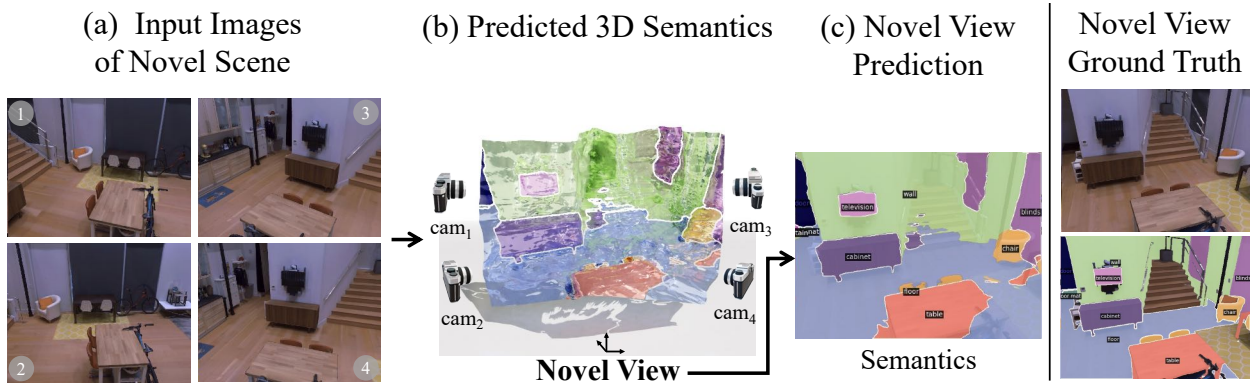 (a) Input Images
of Novel Scene
(b) Predicted 3D Semantics
(c) Novel View
Prediction
Novel View
Ground Truth
1
3
2
4
cam1
cam2
cam3
cam4
Novel View
wall
television
blinds
cabinet
chair
floor
table
Semantics
wall
television
cabinet
chair
floor
table